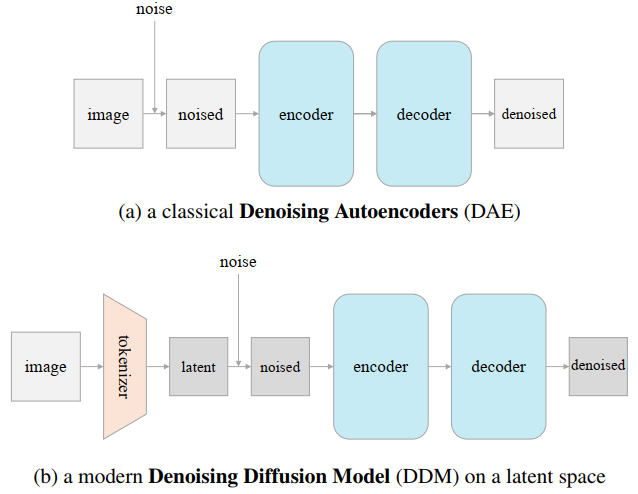 noise
image noised encoder decoder denoised
(a) a classical Denoising Autoencoders (DAE)
noise
image tokenizer latent noised encoder decoder denoised
(b) a modern Denoising Diffusion Model (DDM) on a latent space